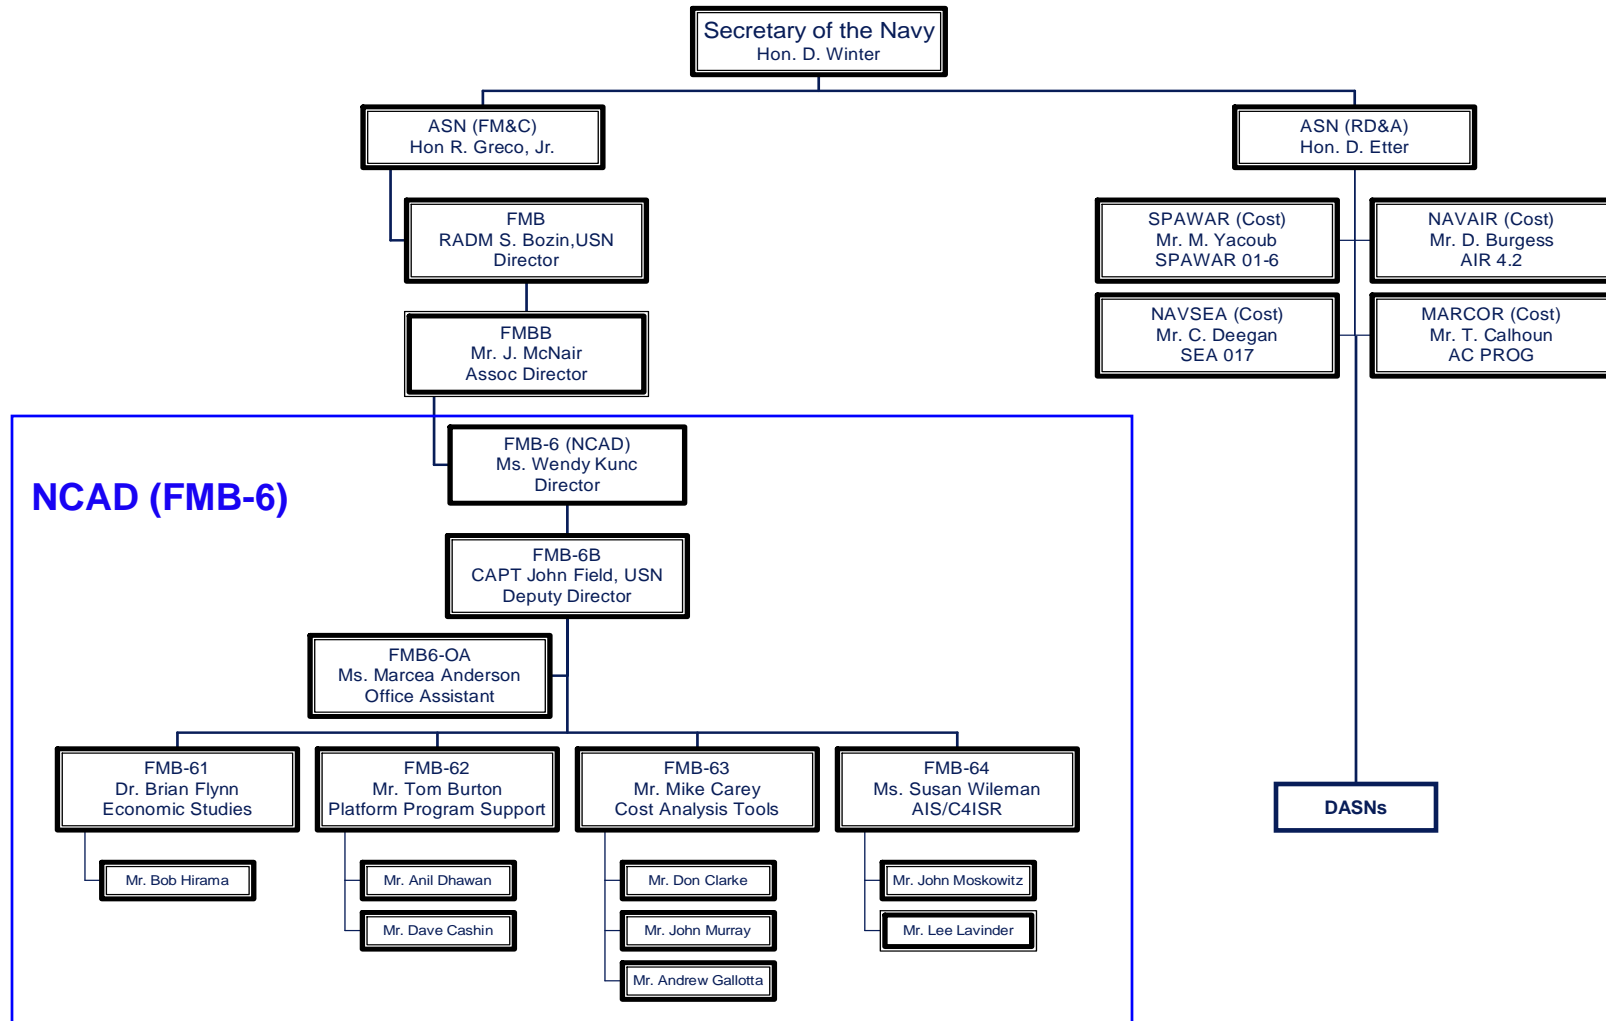 Secretary of the Navy
Hon. D. Winter
ASN (FM&C)
Hon R. Greco, Jr.
ASN (RD&A)
Hon. D. Etter
FMB
RADM S. Bozin,USN
Director
SPAWAR (Cost)
Mr. M. Yacoub
SPAWAR 01-6
NAVAIR (Cost)
Mr. D. Burgess
AIR 4.2
FMBB
Mr. J. McNair
Assoc Director
NAVSEA (Cost)
Mr. C. Deegan
SEA 017
MARCOR (Cost)
Mr. T. Calhoun
AC PROG
NCAD (FMB-6)
FMB-6 (NCAD)
Ms. Wendy Kunc
Director
FMB-6B
CAPT John Field, USN
Deputy Director
FMB6-OA
Ms. Marcea Anderson
Office Assistant
FMB-61
Dr. Brian Flynn
Economic Studies
FMB-62
Mr. Tom Burton
Platform Program Support
FMB-63
Mr. Mike Carey
Cost Analysis Tools
FMB-64
Ms. Susan Wileman
AIS/C4ISR
DASNs
Mr. Bob Hirama
Mr. Anil Dhawan
Mr. Dave Cashin
Mr. Don Clarke
Mr. John Murray
Mr. Andrew Gallotta
Mr. John Moskowitz
Mr. Lee Lavinder